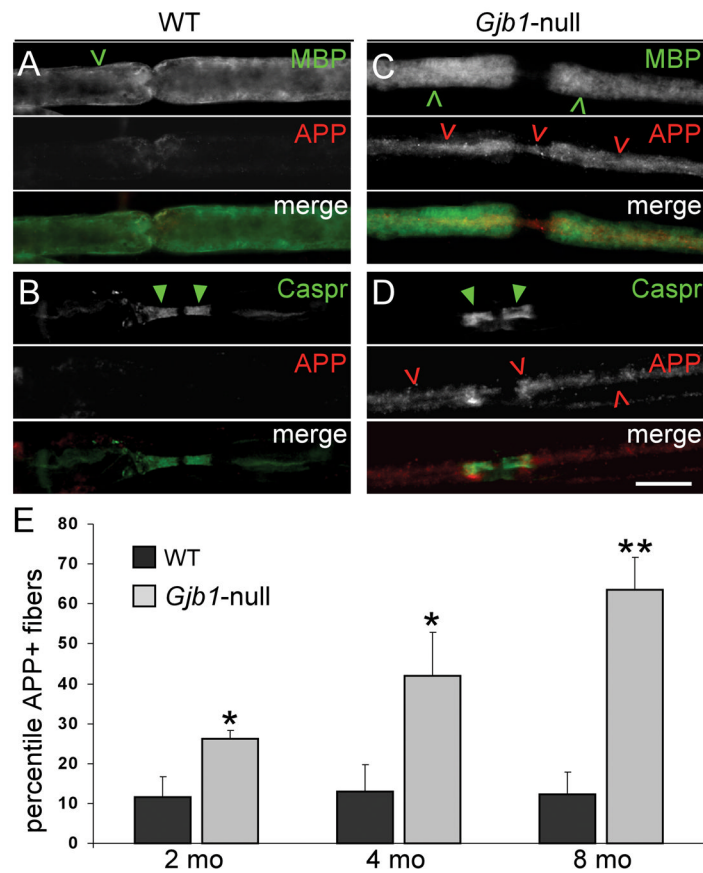 WT Gjb1-null
A MBP
APP
merge
C MBP
APP
merge
B Caspr
APP
merge
D Caspr
APP
merge
E
percentile APP+ fibers
80
70
60
50
40
30
20
10
0
WT
Gjb1-null
*
*
**
2 mo 4 mo 8 mo